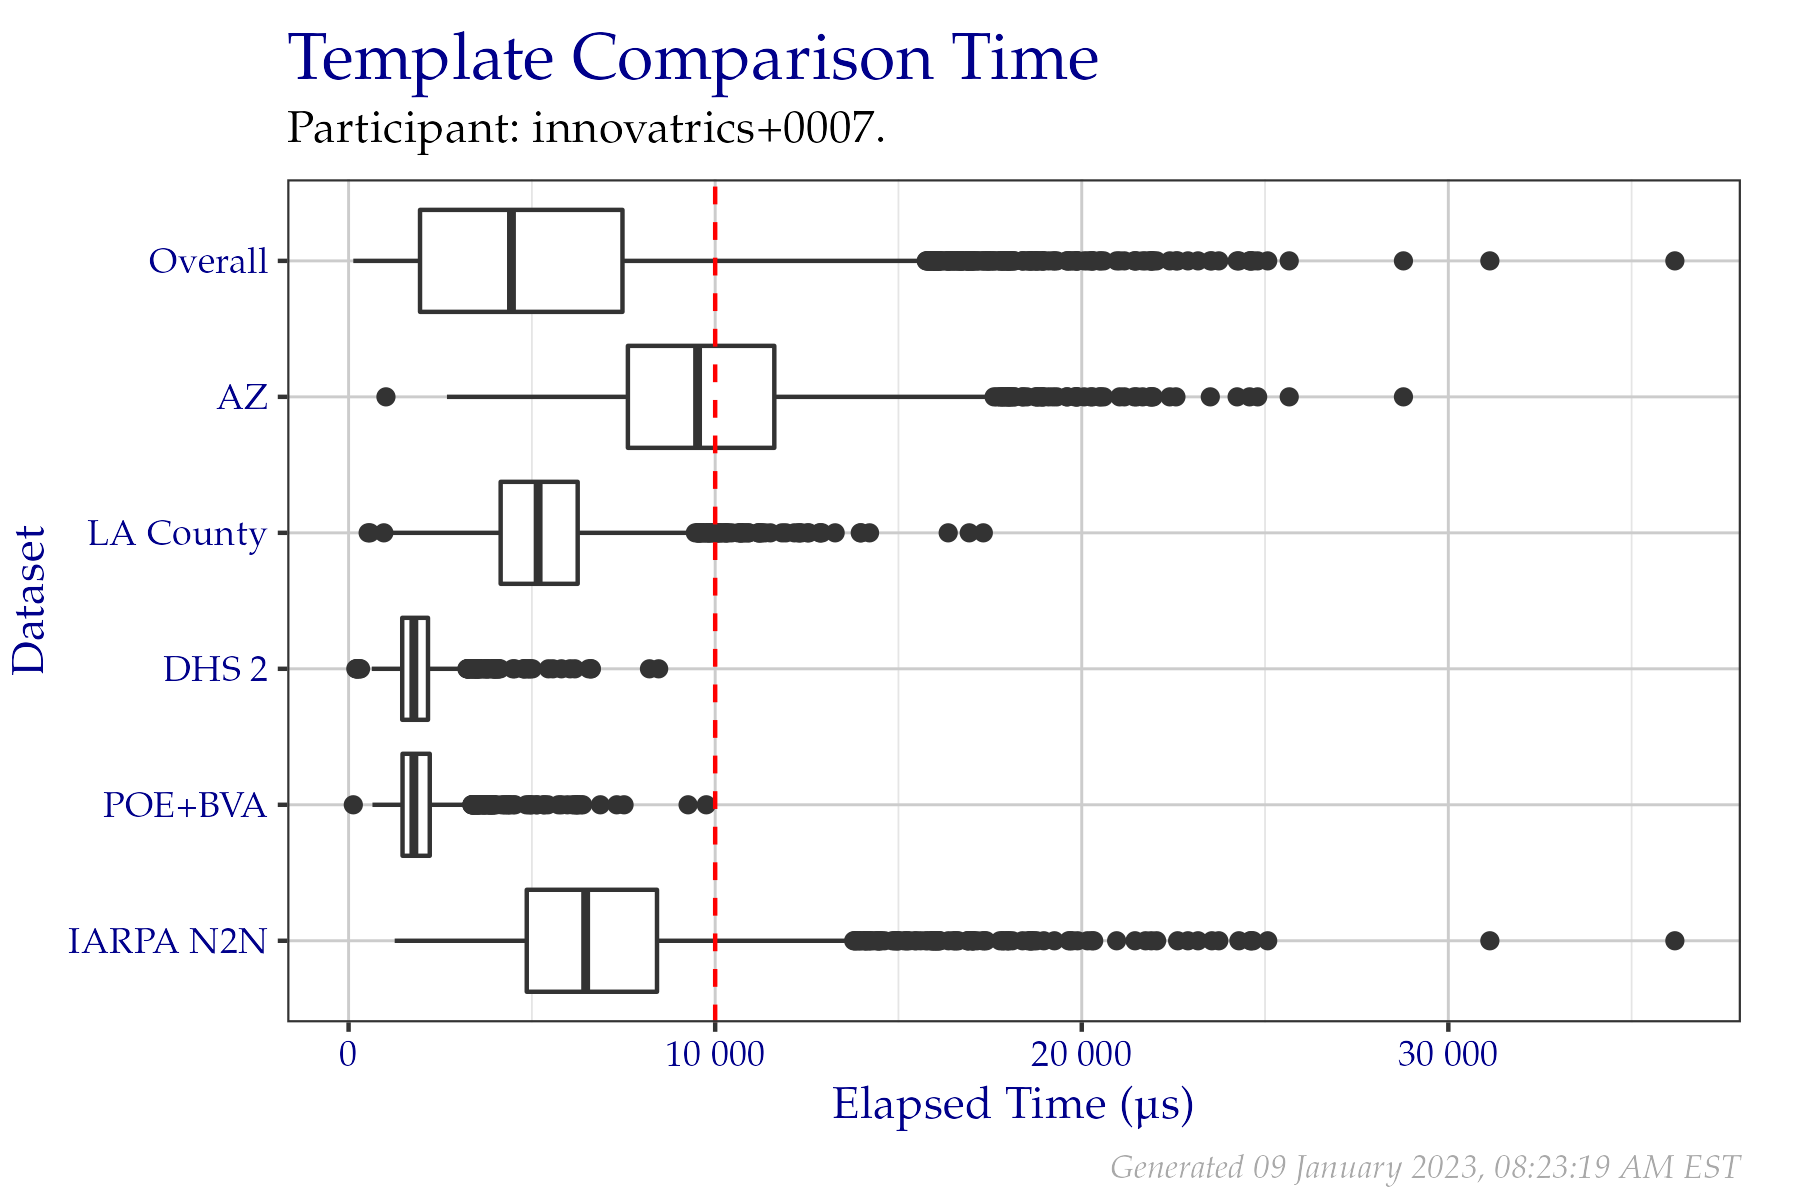 Template Comparison Time
Participant: innovatrics+0007.
Dataset
Overall
AZ
LA County
DHS 2
POE+BVA
IARPA N2N
0
10 000
20 000
30 000
Elapsed Time (µs)
Generated 09 January 2023, 08:23:19 AM EST